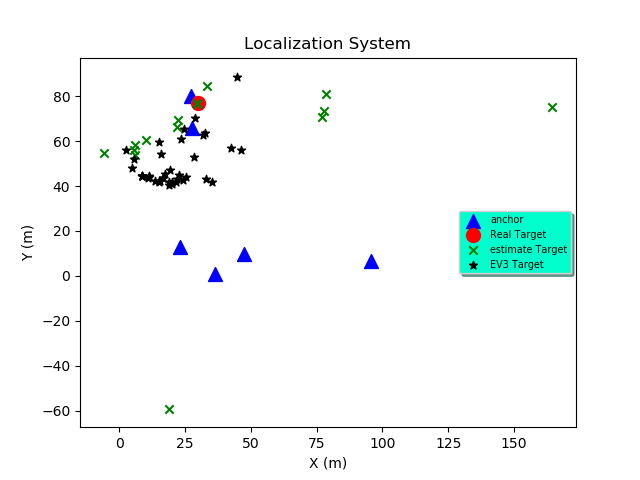 Localization System
80
60
40
20
0
−20
−40
−60
Y (m)
0
25
50
75
100
125
150
X (m)
anchor
Real Target
estimate Target
EV3 Target